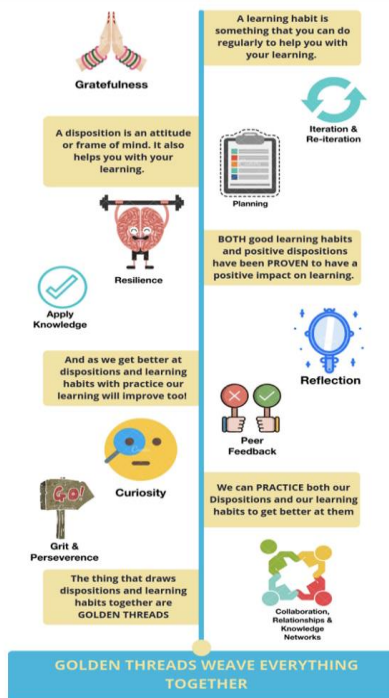 A learning habit is
something that you can do
regularly to help you with
your learning.
Gratefulness
Iteration &
Re-iteration
A disposition is an attitude
or frame of mind. It also
helps you with your
learning.
Planning
Resilience
BOTH good learning habits
and positive dispositions
have been PROVEN to have a
positive impact on learning.
Apply
Knowledge
Reflection
And as we get better at
dispositions and learning
habits with practice our
learning will improve too!
Peer
Feedback
Curiosity
We can PRACTICE both our
Dispositions and our learning
habits to get better at them
GO!
Grit &
Perseverence
The thing that draws
dispositions and learning
habits together are
GOLDEN THREADS
Collaboration,
Relationships &
Knowledge
Networks
GOLDEN THREADS WEAVE EVERYTHING
TOGETHER